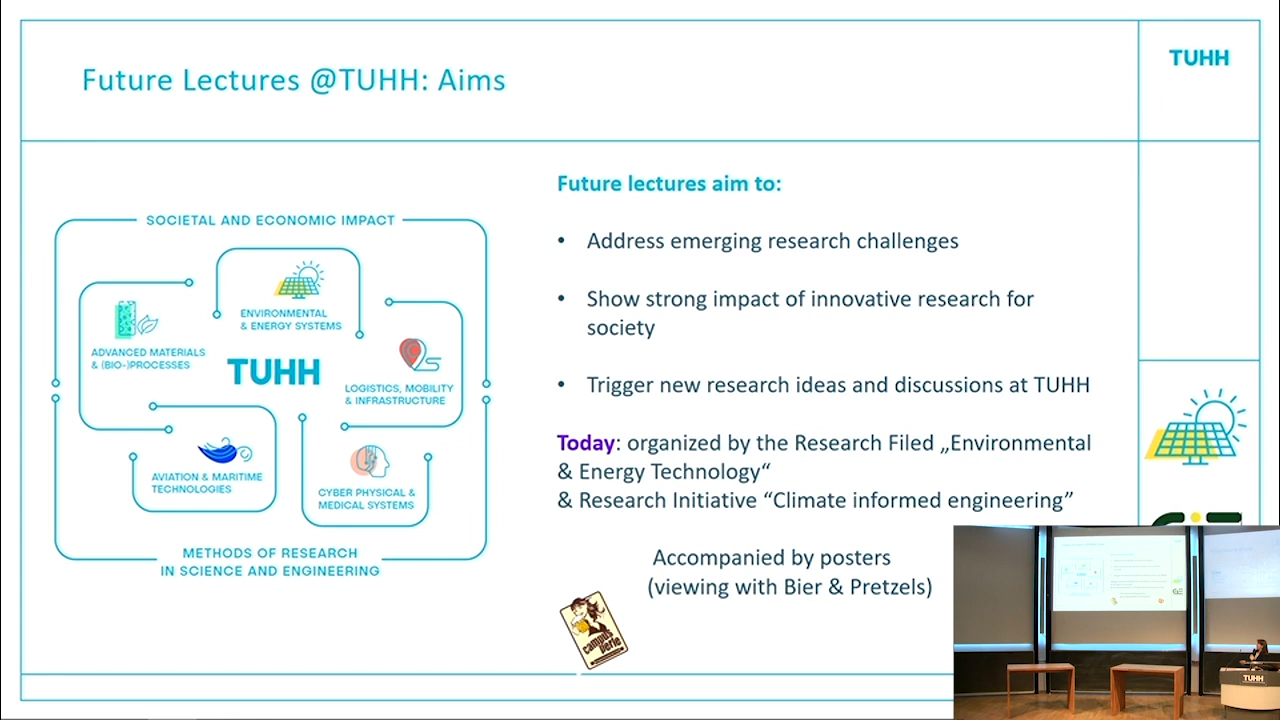 Future Lectures @TUHH: Aims
TUHH
SOCIETAL AND ECONOMIC IMPACT
ENVIRONMENTAL
& ENERGY SYSTEMS
ADVANCED MATERIALS
& (BIO-)PROCESSES
TUHH
LOGISTICS, MOBILITY
& INFRASTRUCTURE
AVIATION & MARITIME
TECHNOLOGIES
CYBER PHYSICAL &
MEDICAL SYSTEMS
METHODS OF RESEARCH
IN SCIENCE AND ENGINEERING
Future lectures aim to:
• Address emerging research challenges
• Show strong impact of innovative research for
society
• Trigger new research ideas and discussions at TUHH
Today: organized by the Research Filed „Environmental
& Energy Technology“
& Research Initiative “Climate informed engineering”
Accompanied by posters
(viewing with Bier & Pretzels)
campus
perle
TUHH